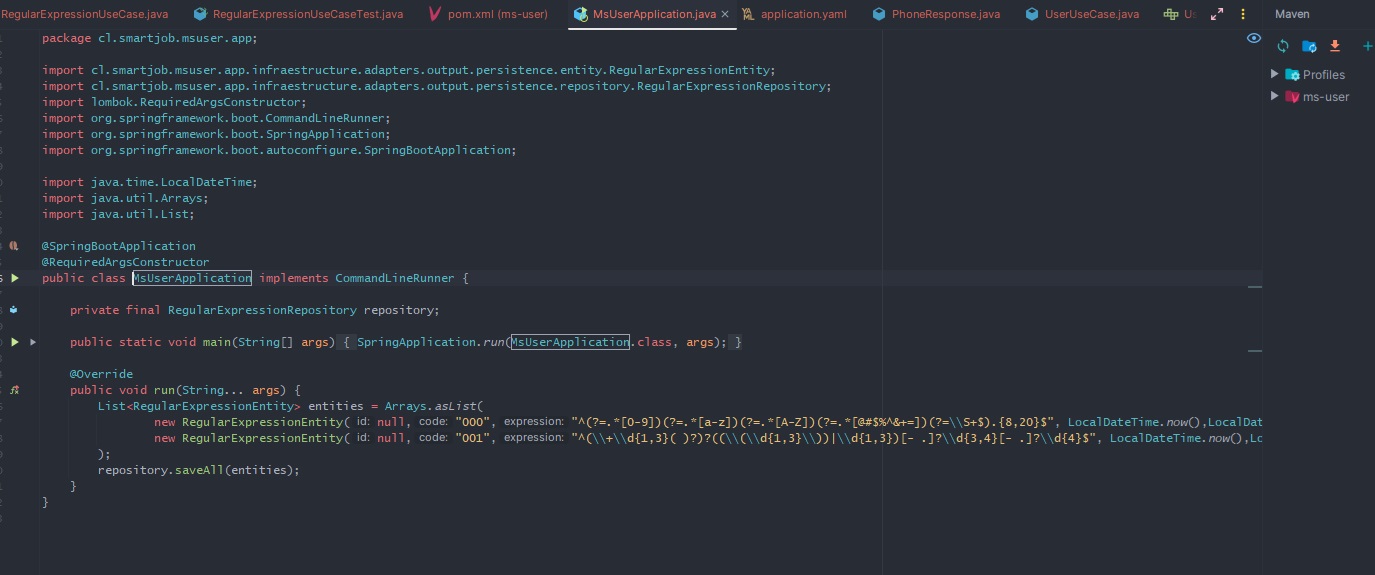 RegularExpressionUseCase.java RegularExpressionUseCaseTest.java pom.xml (ms-user) MsUserApplication.java application.yaml PhoneResponse.java UserUseCase.java Us Maven
package cl.smartjob.msuser.app;
import cl.smartjob.msuser.app.infraestructure.adapters.output.persistence.entity.RegularExpressionEntity;
import cl.smartjob.msuser.app.infraestructure.adapters.output.persistence.repository.RegularExpressionRepository;
import lombok.RequiredArgsConstructor;
import org.springframework.boot.CommandLineRunner;
import org.springframework.boot.SpringApplication;
import org.springframework.boot.autoconfigure.SpringBootApplication;
import java.time.LocalDateTime;
import java.util.Arrays;
import java.util.List;
@SpringBootApplication
@RequiredArgsConstructor
public class MsUserApplication implements CommandLineRunner {
private final RegularExpressionRepository repository;
public static void main(String[] args) { SpringApplication.run(MsUserApplication.class, args); }
@Override
public void run(String... args) {
List<RegularExpressionEntity> entities = Arrays.asList(
new RegularExpressionEntity( id: null, code: "000", expression: "^(?=.*[0-9])(?=.*[a-z])(?=.*[A-Z])(?=.*[@#$%^&+=])(?=\\S+$).{8,20}$", LocalDateTime.now(),LocalDat
new RegularExpressionEntity( id: null, code: "001", expression: "^(\\+\\d{1,3}( )?)?((\\(\\d{1,3}\\))|\\d{1,3})[- .]?\\d{3,4}[- .]?\\d{4}$", LocalDateTime.now(),Lo
);
repository.saveAll(entities);
}
}
Profiles
ms-user